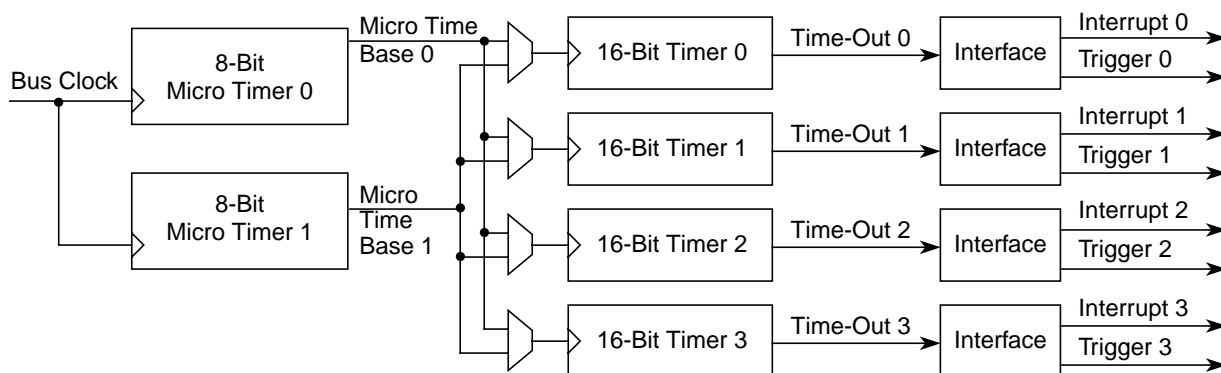 Bus Clock
8-Bit
Micro Timer 0
Micro Time
Base 0
8-Bit
Micro Timer 1
Micro
Time
Base 1
16-Bit Timer 0
Time-Out 0
Interface
Interrupt 0
Trigger 0
16-Bit Timer 1
Time-Out 1
Interface
Interrupt 1
Trigger 1
16-Bit Timer 2
Time-Out 2
Interface
Interrupt 2
Trigger 2
16-Bit Timer 3
Time-Out 3
Interface
Interrupt 3
Trigger 3